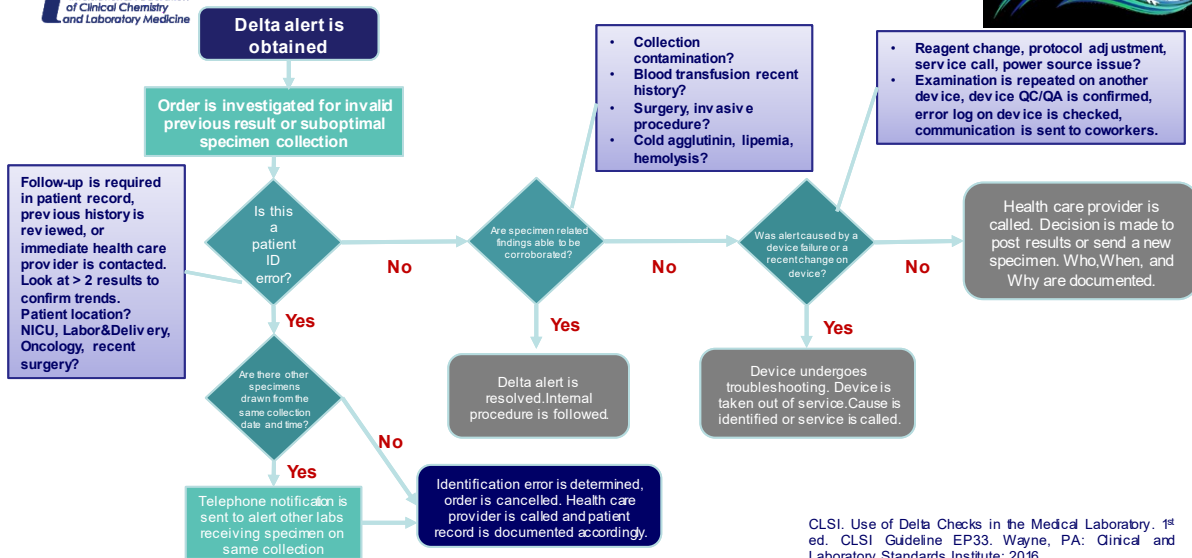 of Clinical Chemistry
and Laboratory Medicine
Delta alert is
obtained
Order is investigated for invalid
previous result or suboptimal
specimen collection
• Collection
contamination?
• Blood transfusion recent
history?
• Surgery, invasive
procedure?
• Cold agglutinin, lipemia,
hemolysis?
• Reagent change, protocol adjustment,
service call, power source issue?
• Examination is repeated on another
device, device QC/QA is confirmed,
error log on device is checked,
communication is sent to coworkers.
Follow-up is required
in patient record,
previous history is
reviewed, or
immediate health care
provider is contacted.
Look at > 2 results to
confirm trends.
Patient location?
NICU, Labor&Delivery,
Oncology, recent
surgery?
Is this
a
patient
ID
error?
No
Are specimen related
findings able to be
corroborated?
No
Was alert caused by a
device failure or a
recent change on
device?
No
Health care provider is
called. Decision is made to
post results or send a new
specimen. Who,When, and
Why are documented.
Yes
Yes
Yes
Are there other
specimens
drawn from the
same collection
date and time?
Delta alert is
resolved.Internal
procedure is followed.
Device undergoes
troubleshooting. Device is
taken out of service.Cause is
identified or service is called.
No
Yes
Telephone notification is
sent to alert other labs
receiving specimen on
same collection
Identification error is determined,
order is cancelled. Health care
provider is called and patient
record is documented accordingly.
CLSI. Use of Delta Checks in the Medical Laboratory. 1st
ed. CLSI Guideline EP33. Wayne, PA: Clinical and
Laboratory Standards Institute; 2016